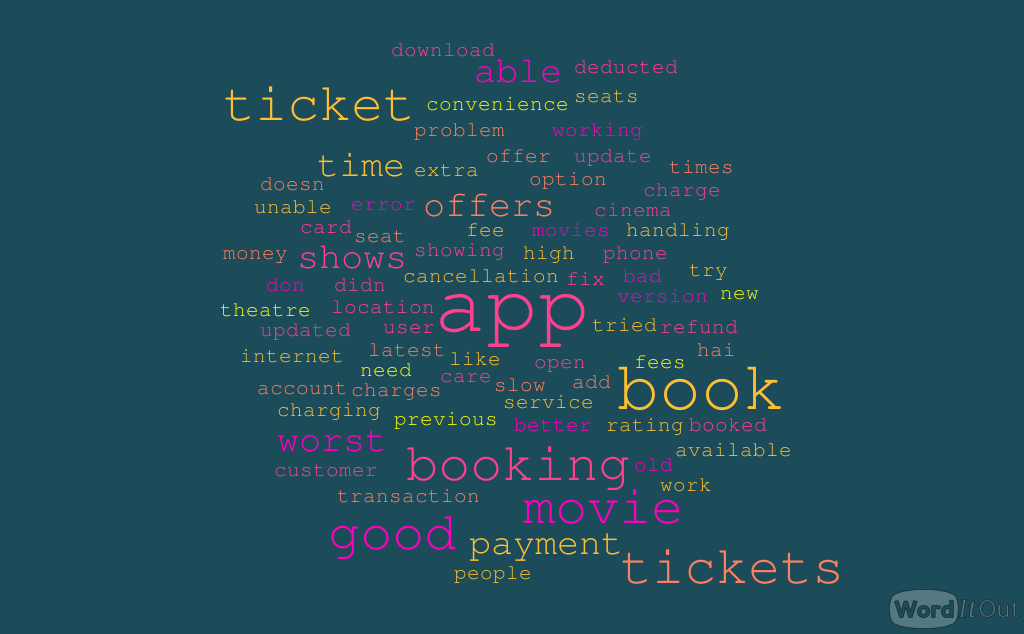 download
able deducted
ticket convenience seats
problem working
time extra offer update times
doesn option charge
unable error offers cinema
card seat fee movies handling
money shows showing high phone
cancellation fix bad try
don didn version new
theatre location app
updated user tried refund
internet latest like open fees hai
need care
account charges slow add book
charging service
previous better rating booked
worst booking available
customer old work
transaction movie
good payment
people tickets
WordItOut